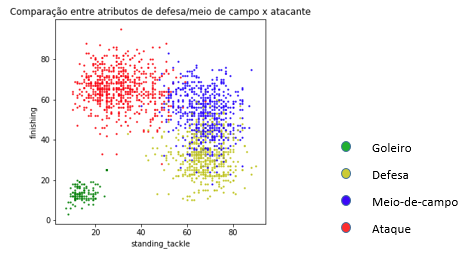 Comparação entre atributos de defesa/meio de campo x atacante
80
60
40
20
0
finishing
20
40
60
80
standing_tackle
Goleiro
Defesa
Meio-de-campo
Ataque